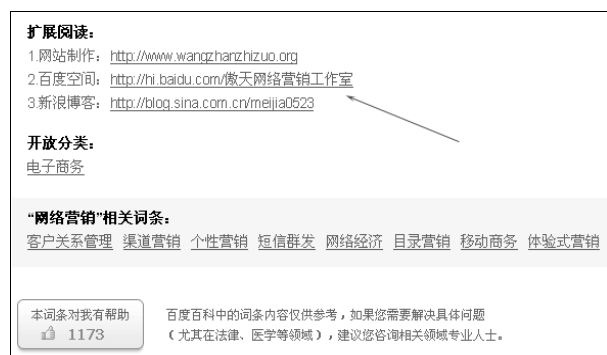 扩展阅读：
1.网站制作：http://www.wangzhanzhizuo.org
2.百度空间：http://hi.baidu.com/傲天网络营销工作室
3.新浪博客：http://blog.sina.com.cn/meijia0523
开放分类：
电子商务
“网络营销”相关词条：
客户关系管理 渠道营销 个性营销 短信群发 网络经济 目录营销 移动商务 体验式营销
本词条对我有帮助
1173
百度百科中的词条内容仅供参考，如果您需要解决具体问题
（尤其在法律、医学等领域），建议您咨询相关领域专业人士。